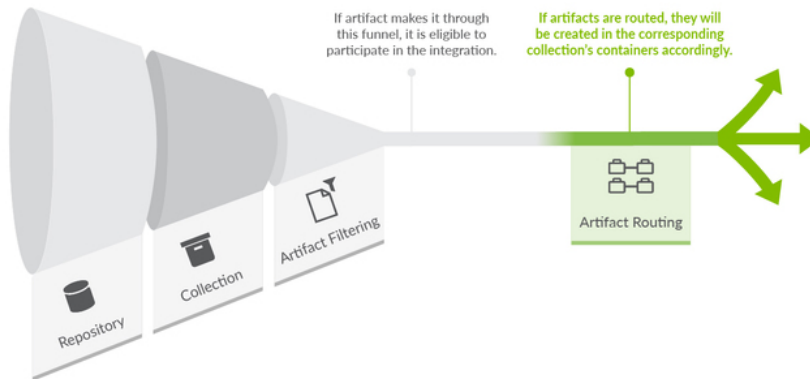 If artifact makes it through
this funnel, it is eligible to
participate in the integration.
If artifacts are routed, they will
be created in the corresponding
collection's containers accordingly.
Repository
Collection
Artifact Filtering
Artifact Routing